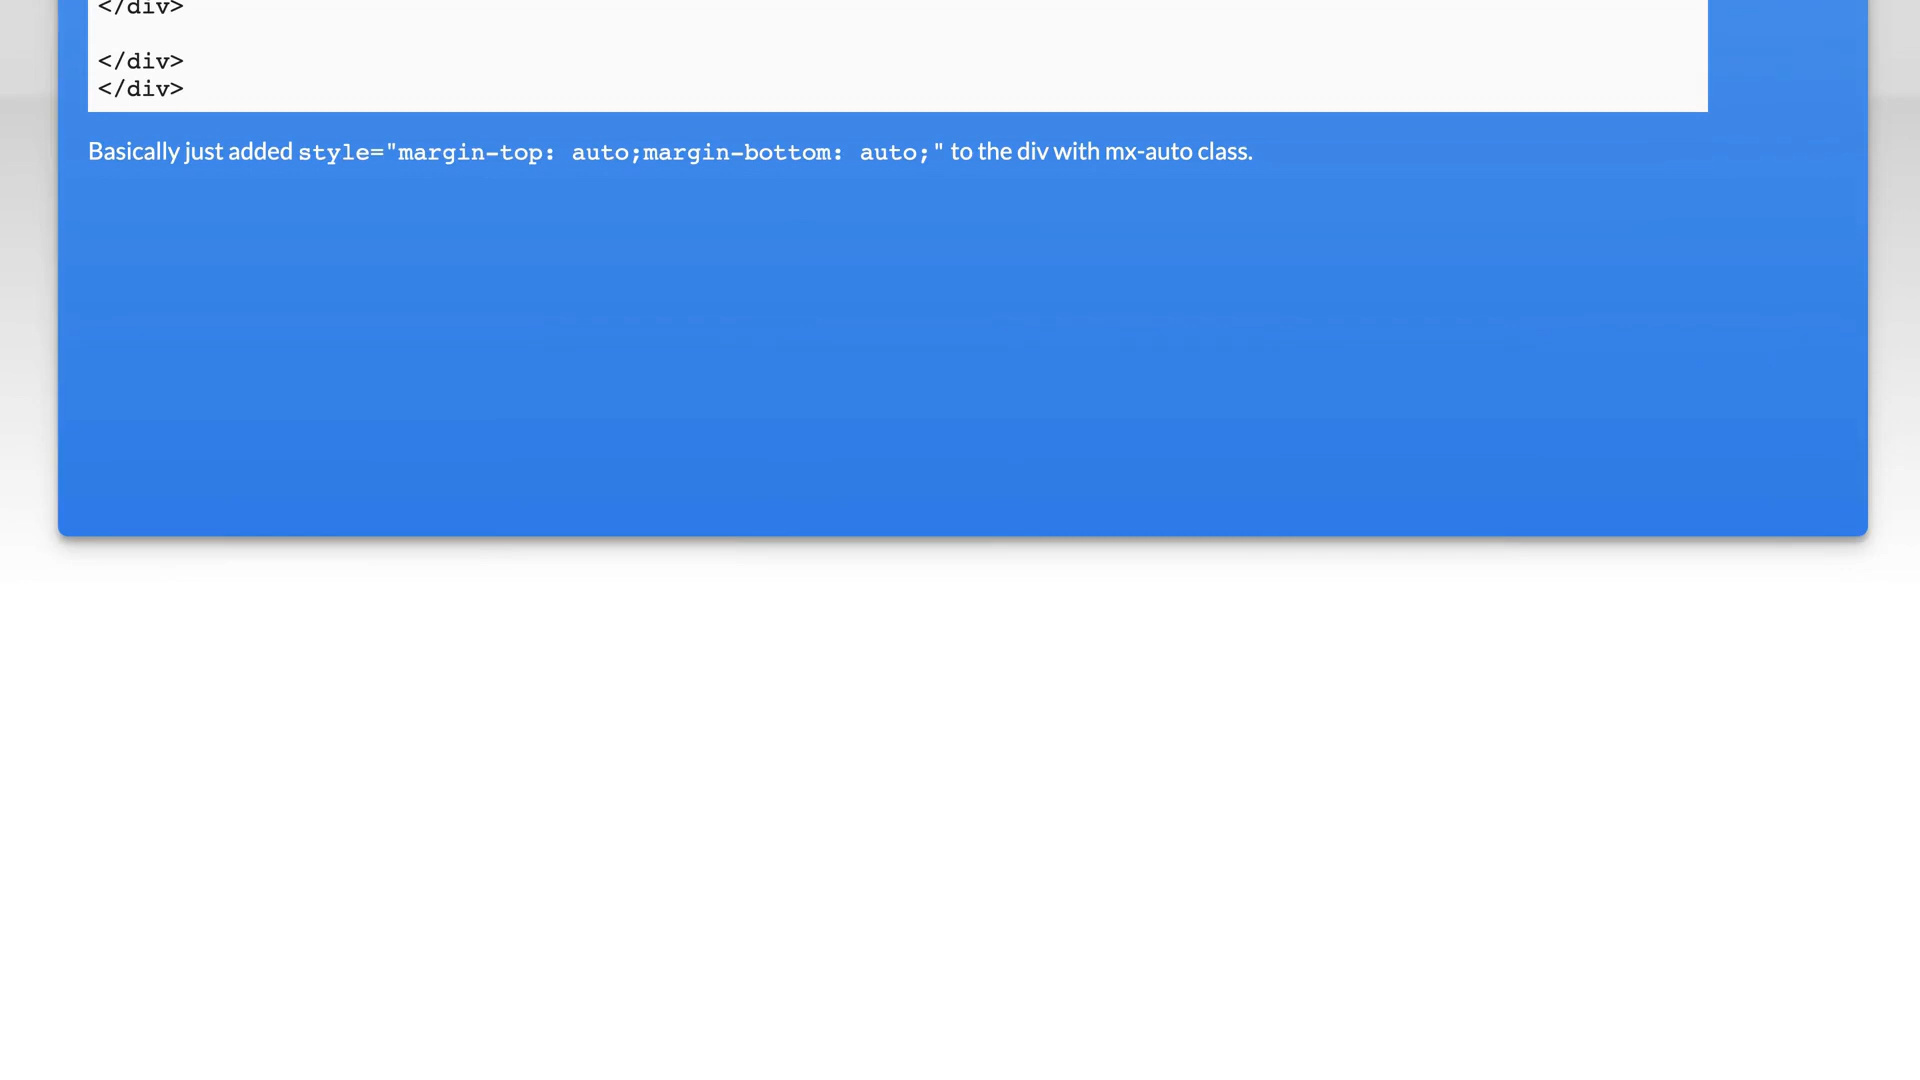 </div>
</div>
</div>
Basically just added style="margin-top: auto;margin-bottom: auto;" to the div with mx-auto class.